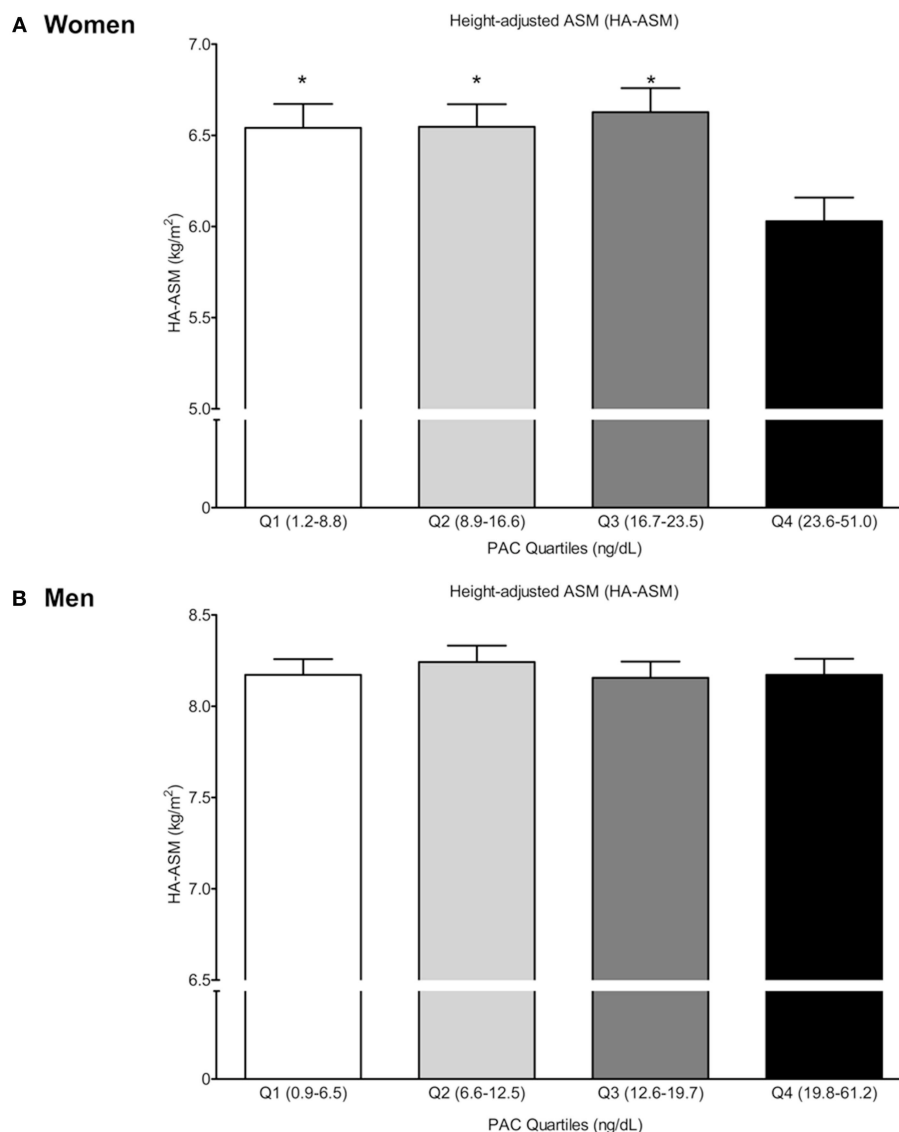 A Women
Height-adjusted ASM (HA-ASM)
7.0
* * *
6.5
6.0
5.5
5.0
0
HA-ASM (kg/m²)
Q1 (1.2-8.8) Q2 (8.9-16.6) Q3 (16.7-23.5) Q4 (23.6-51.0)
PAC Quartiles (ng/dL)
B Men
Height-adjusted ASM (HA-ASM)
8.5
8.0
7.5
7.0
6.5
0
HA-ASM (kg/m²)
Q1 (0.9-6.5) Q2 (6.6-12.5) Q3 (12.6-19.7) Q4 (19.8-61.2)
PAC Quartiles (ng/dL)